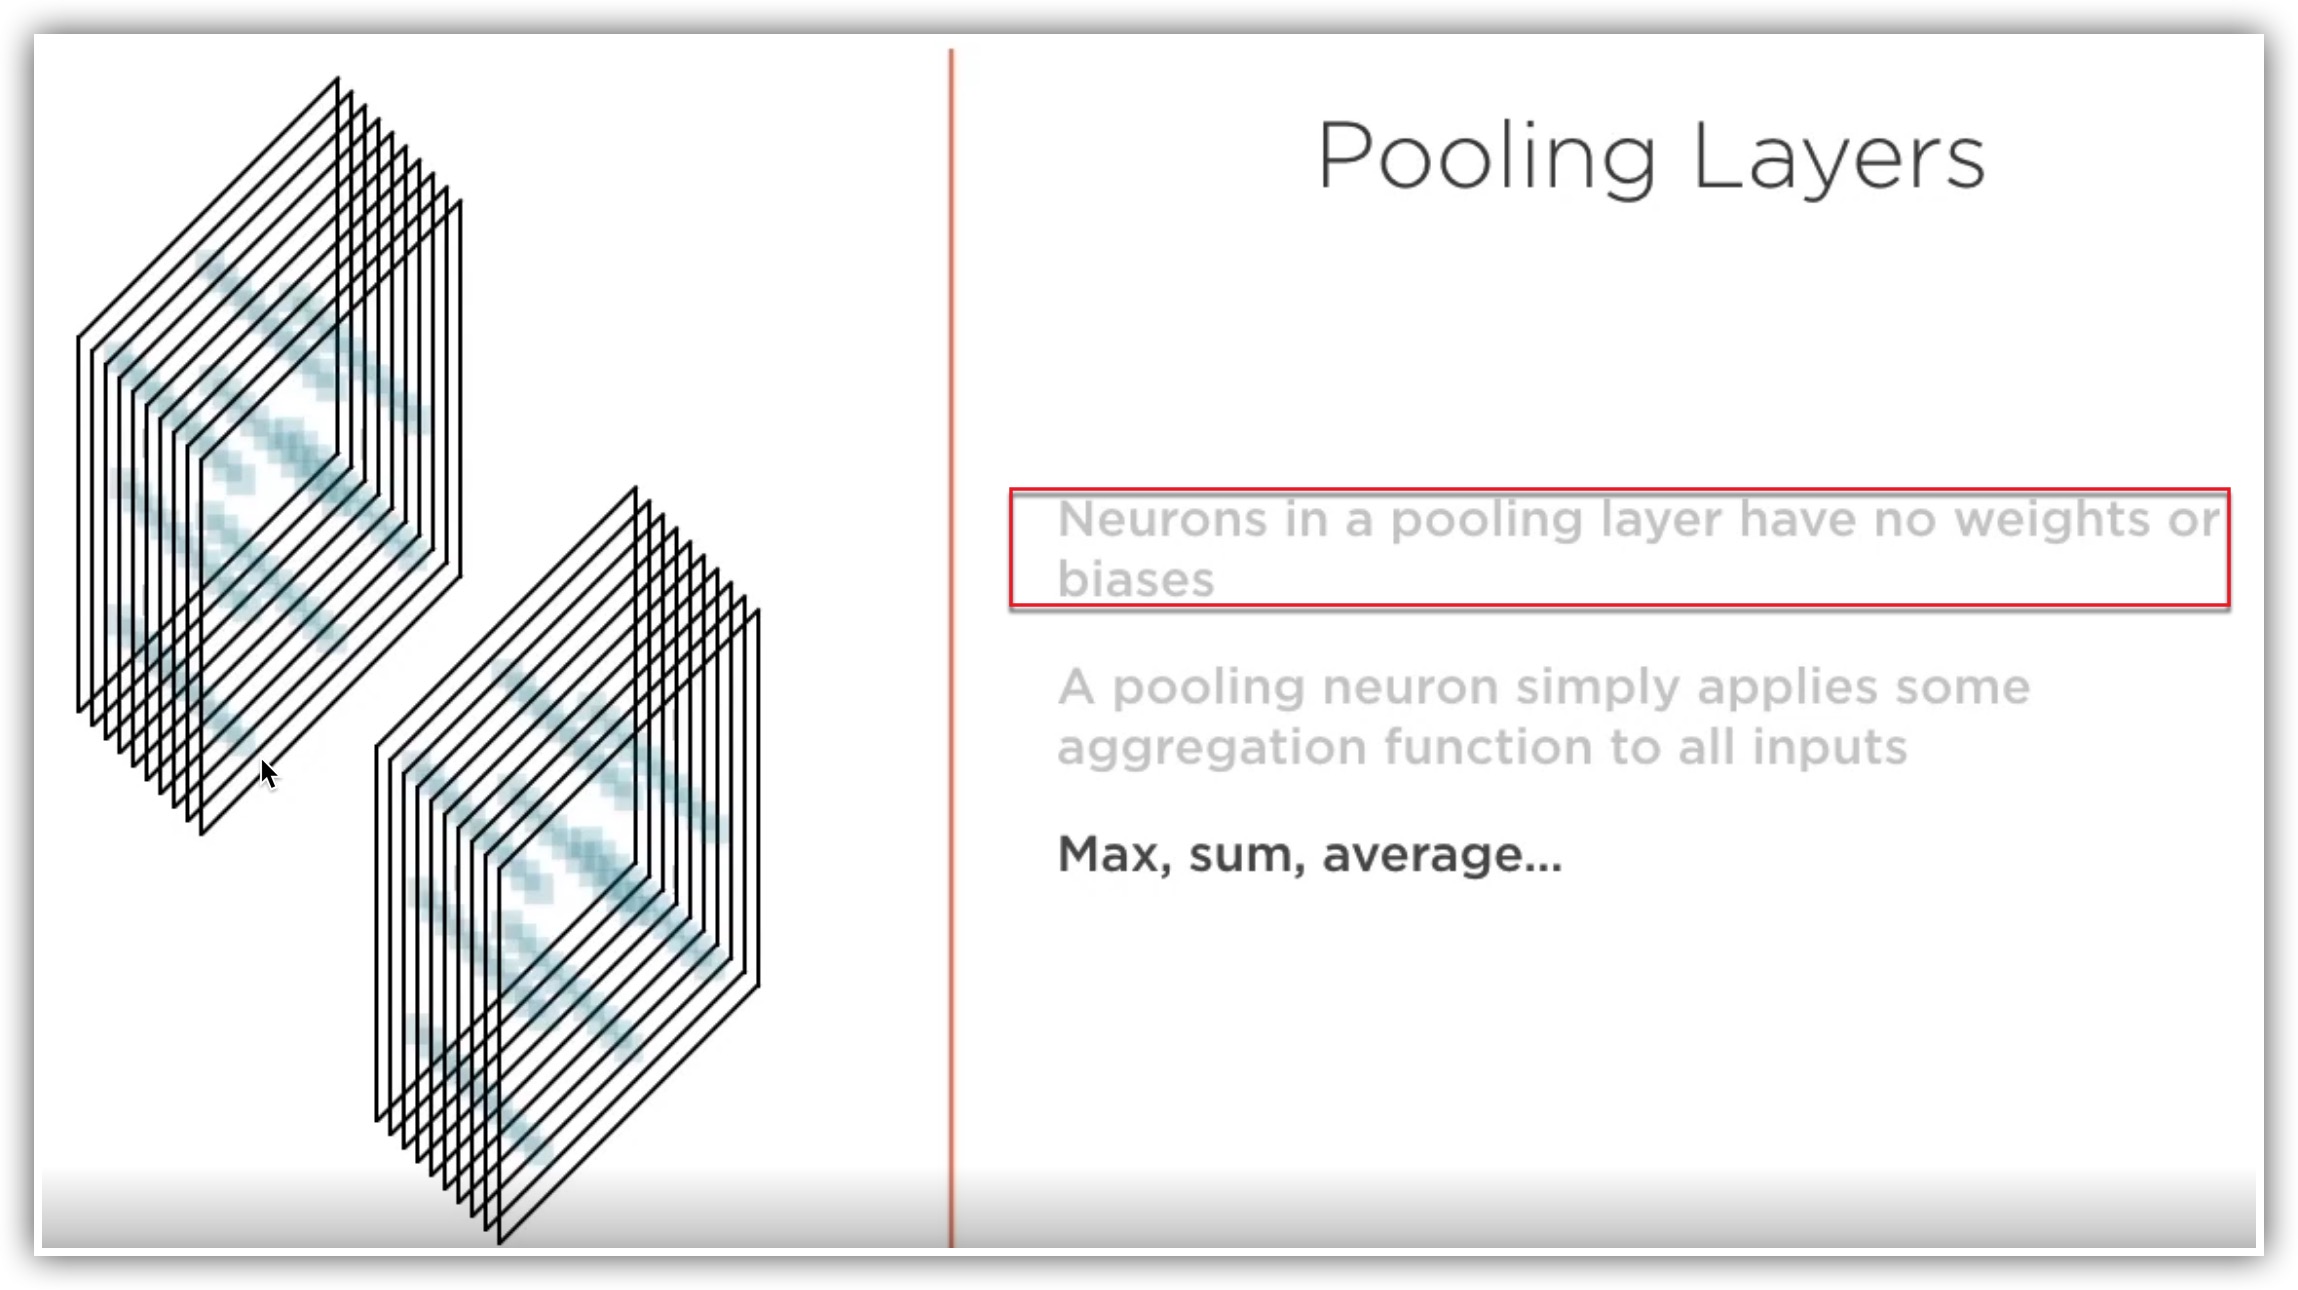 Pooling Layers
Neurons in a pooling layer have no weights or
biases
A pooling neuron simply applies some
aggregation function to all inputs
Max, sum, average...